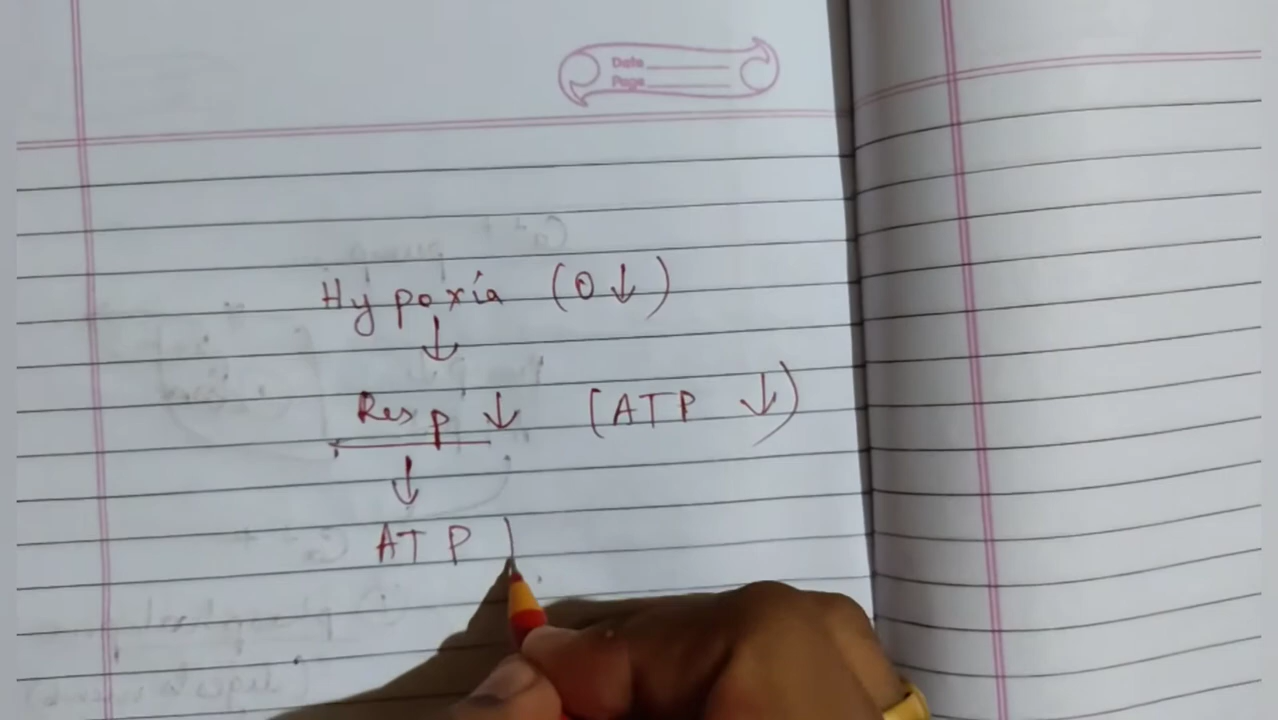 Date
Page
Hypoxia (O↓)
↓
Resp ↓ (ATP ↓)
↓
ATP